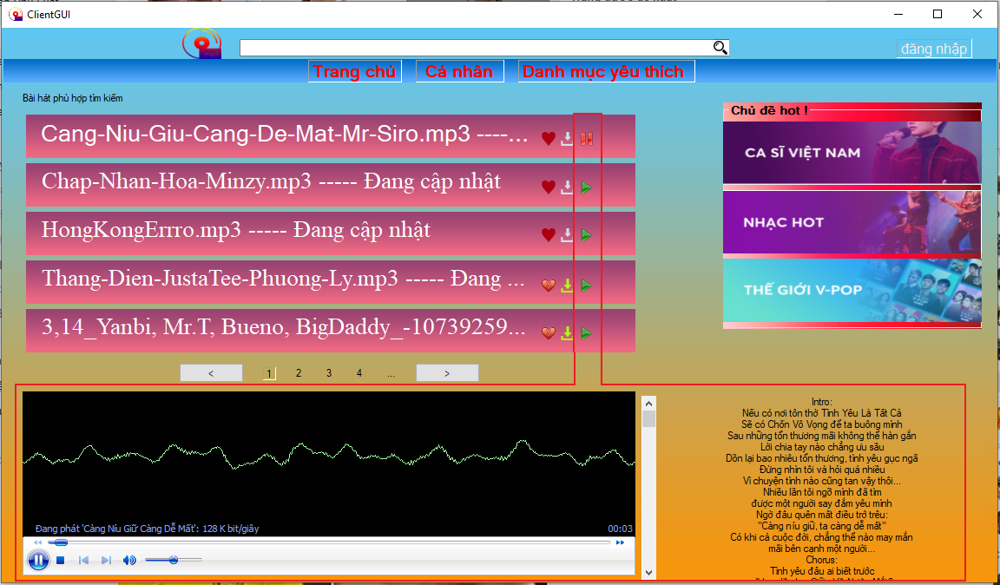 ClientGUI
đăng nhập
Trang chủ
Cá nhân
Danh mục yêu thích
Bài hát phù hợp tìm kiếm
Cang-Niu-Giu-Cang-De-Mat-Mr-Siro.mp3 ----...
Chap-Nhan-Hoa-Minzy.mp3 ----- Đang cập nhật
HongKongErrro.mp3 ----- Đang cập nhật
Thang-Dien-JustaTee-Phuong-Ly.mp3 ----- Đang ...
3,14_Yanbi, Mr.T, Bueno, BigDaddy_-10739259...
< 1 2 3 4 ... >
Chủ đề hot !
CA SĨ VIỆT NAM
NHẠC HOT
THẾ GIỚI V-POP
Đang phát 'Càng Níu Giữ Càng Dễ Mất': 128 K bit/giây
00:03
Intro:
Nếu có nơi tôn thờ Tình Yêu Là Tất Cả
Sẽ có Chốn Vô Vọng để ta buông mình
Sau những tổn thương mãi không thể hàn gắn
Lời chia tay nào chẳng ưu sầu
Dồn lại bao nhiêu tổn thương, tình yêu gục ngã
Đừng nhìn tôi và hỏi quá nhiều
Vì chuyện tình nào cũng tan vậy thôi...
Nhiều lần tôi ngỡ mình đã tìm
được một người say đắm yêu mình
Ngờ đâu quên mất điều trớ trêu:
"Càng níu giữ, ta càng dễ mất"
Có khi cả cuộc đời, chẳng thể nào may mắn
mãi bên cạnh một người...
Chorus:
Tình yêu đâu ai biết trước